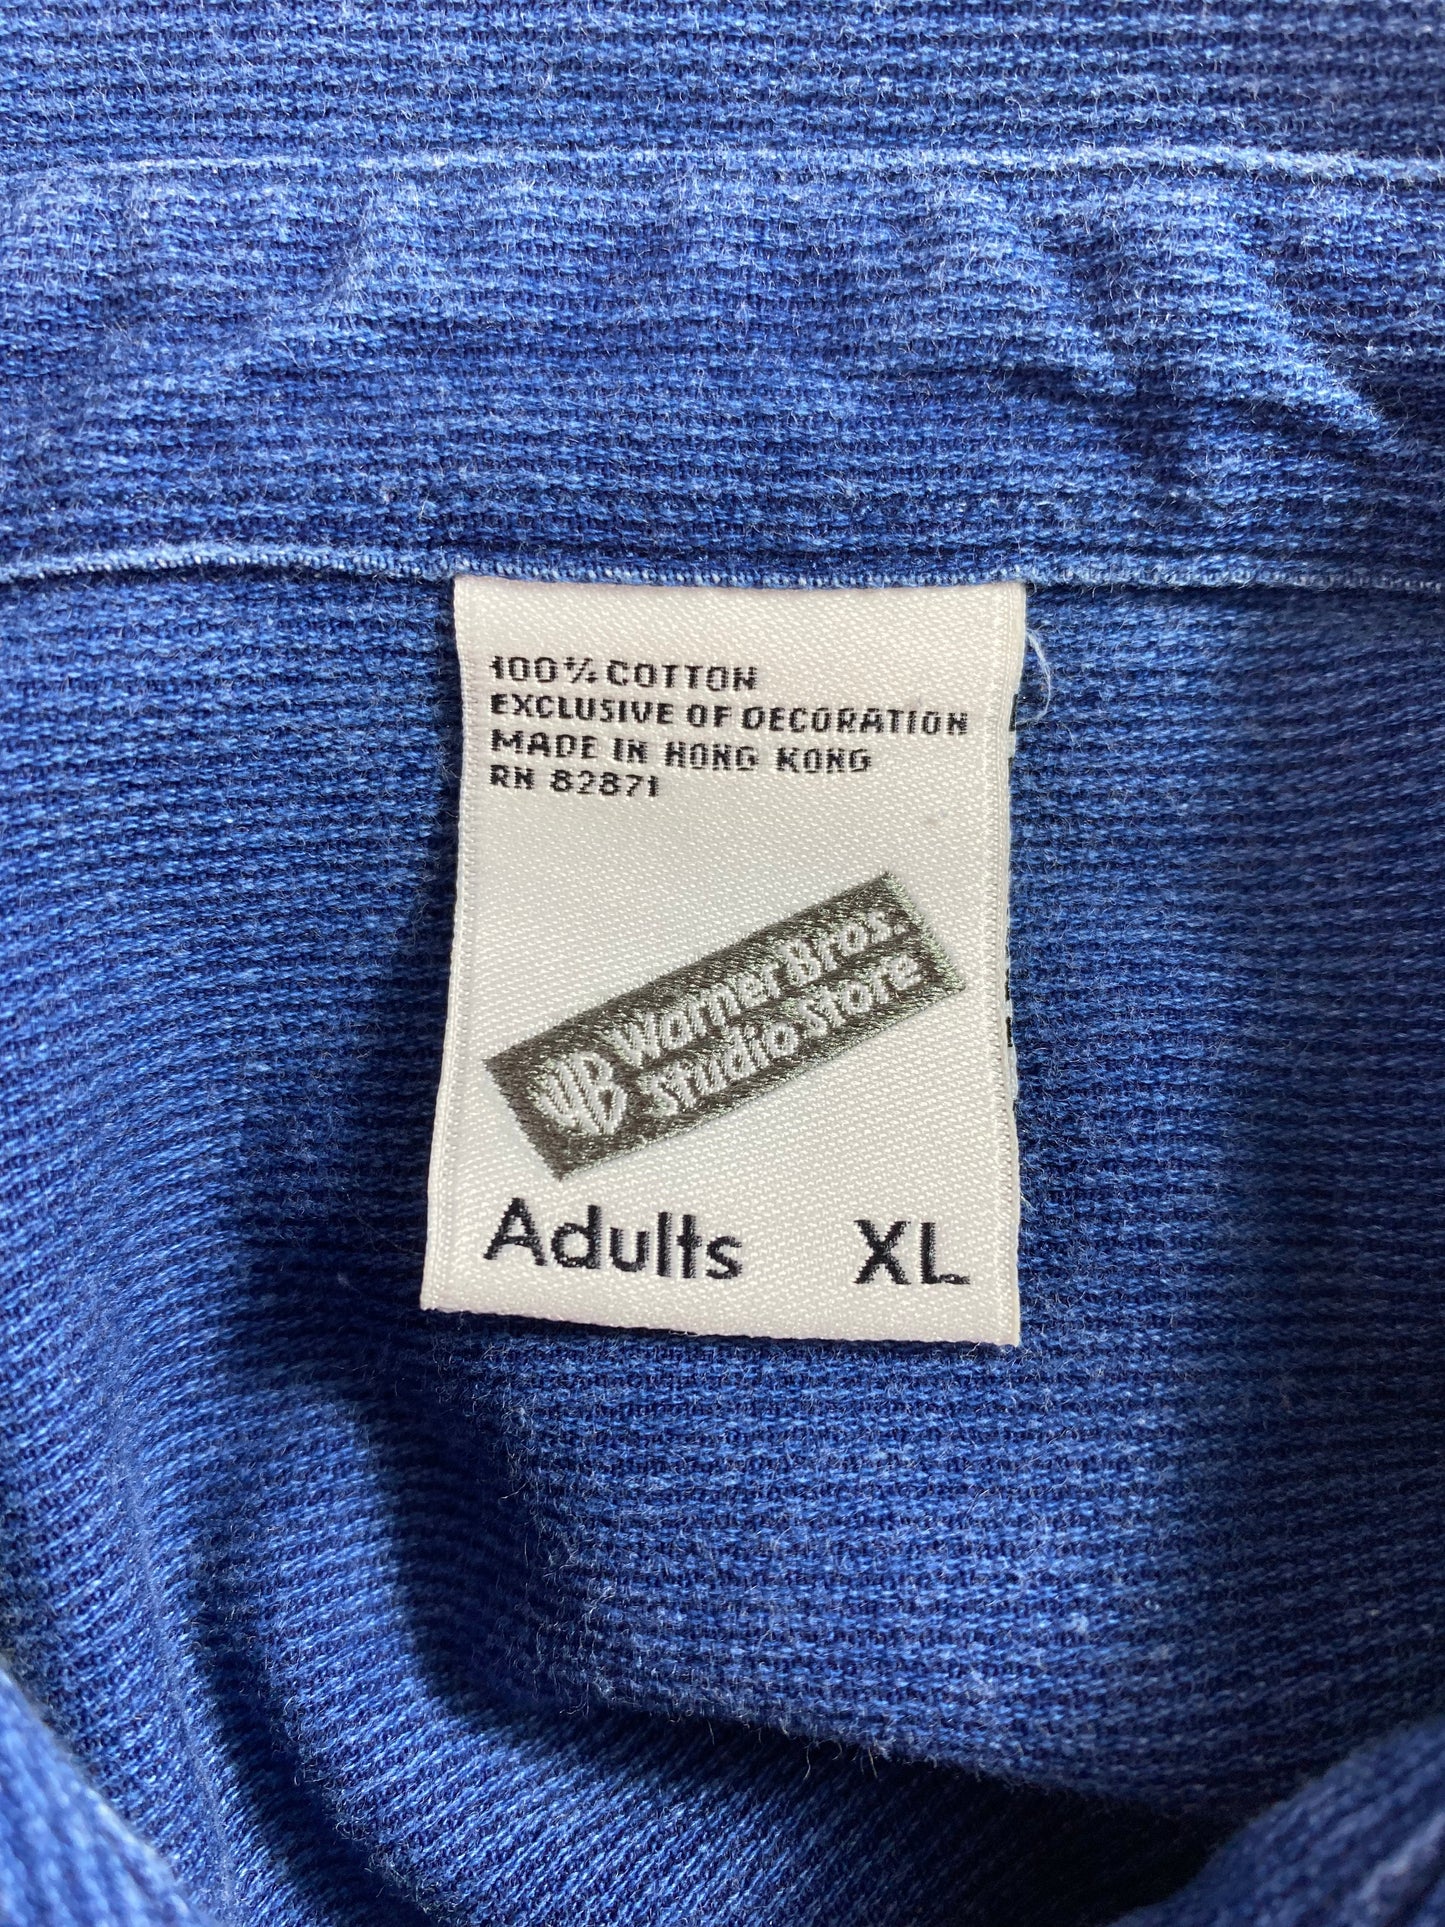 100% COTTON
EXCLUSIVE OF DECORATION
MADE IN HONG KONG
RN 82871
WB Warner Bros.
Studio Store
Adults XL